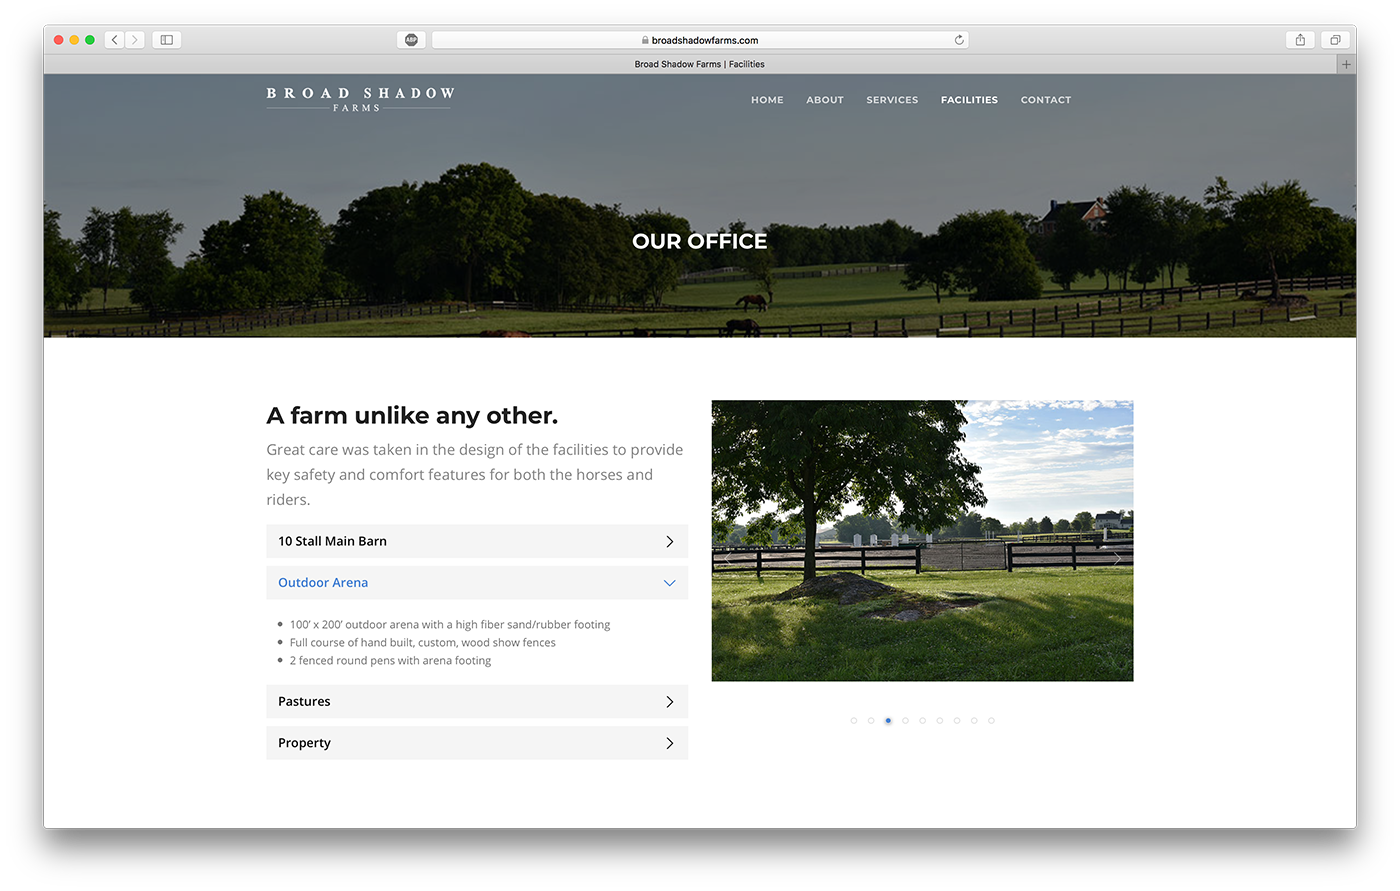 ABP
broadshadowfarms.com
Broad Shadow Farms | Facilities
BROAD SHADOW
FARMS
HOME ABOUT SERVICES FACILITIES CONTACT
OUR OFFICE
A farm unlike any other.
Great care was taken in the design of the facilities to provide
key safety and comfort features for both the horses and
riders.
10 Stall Main Barn
Outdoor Arena
100’ x 200’ outdoor arena with a high fiber sand/rubber footing
Full course of hand built, custom, wood show fences
2 fenced round pens with arena footing
Pastures
Property